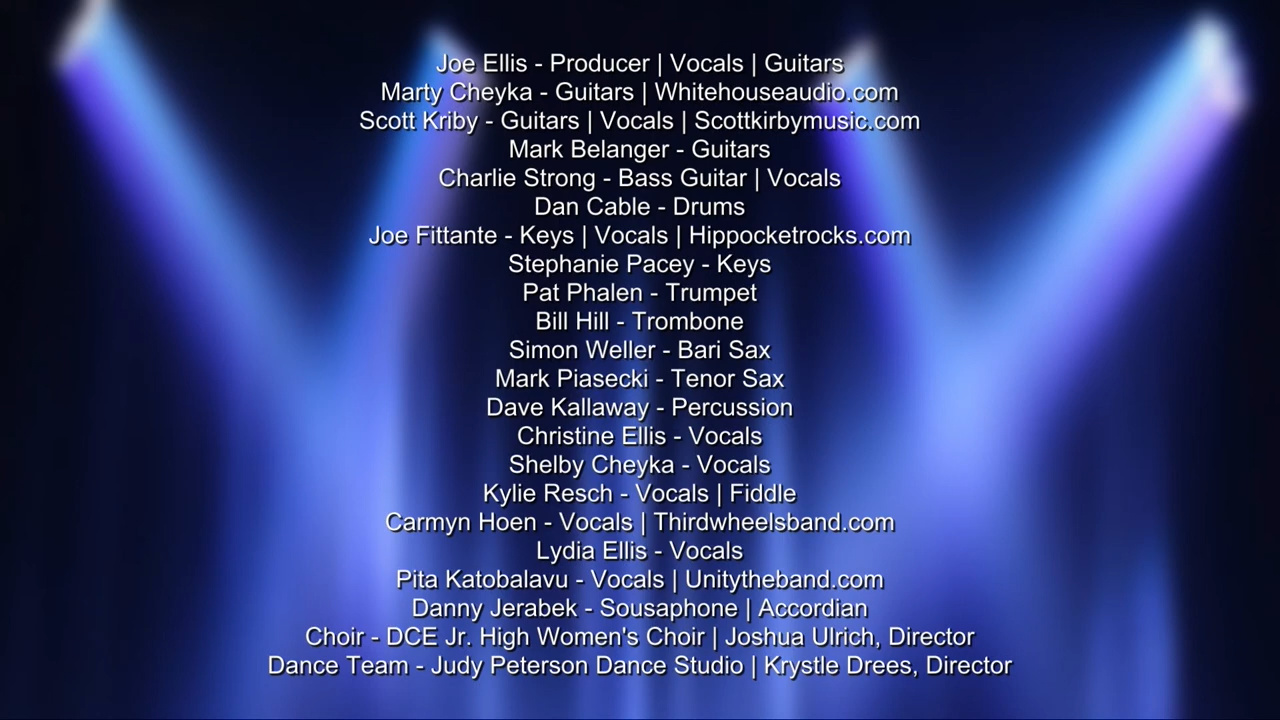 Joe Ellis - Producer | Vocals | Guitars
Marty Cheyka - Guitars | Whitehouseaudio.com
Scott Kriby - Guitars | Vocals | Scottkirbymusic.com
Mark Belanger - Guitars
Charlie Strong - Bass Guitar | Vocals
Dan Cable - Drums
Joe Fittante - Keys | Vocals | Hippocketrocks.com
Stephanie Pacey - Keys
Pat Phalen - Trumpet
Bill Hill - Trombone
Simon Weller - Bari Sax
Mark Piasecki - Tenor Sax
Dave Kallaway - Percussion
Christine Ellis - Vocals
Shelby Cheyka - Vocals
Kylie Resch - Vocals | Fiddle
Carmyn Hoen - Vocals | Thirdwheelsband.com
Lydia Ellis - Vocals
Pita Katobalavu - Vocals | Unitytheband.com
Danny Jerabek - Sousaphone | Accordian
Choir - DCE Jr. High Women's Choir | Joshua Ulrich, Director
Dance Team - Judy Peterson Dance Studio | Krystle Drees, Director